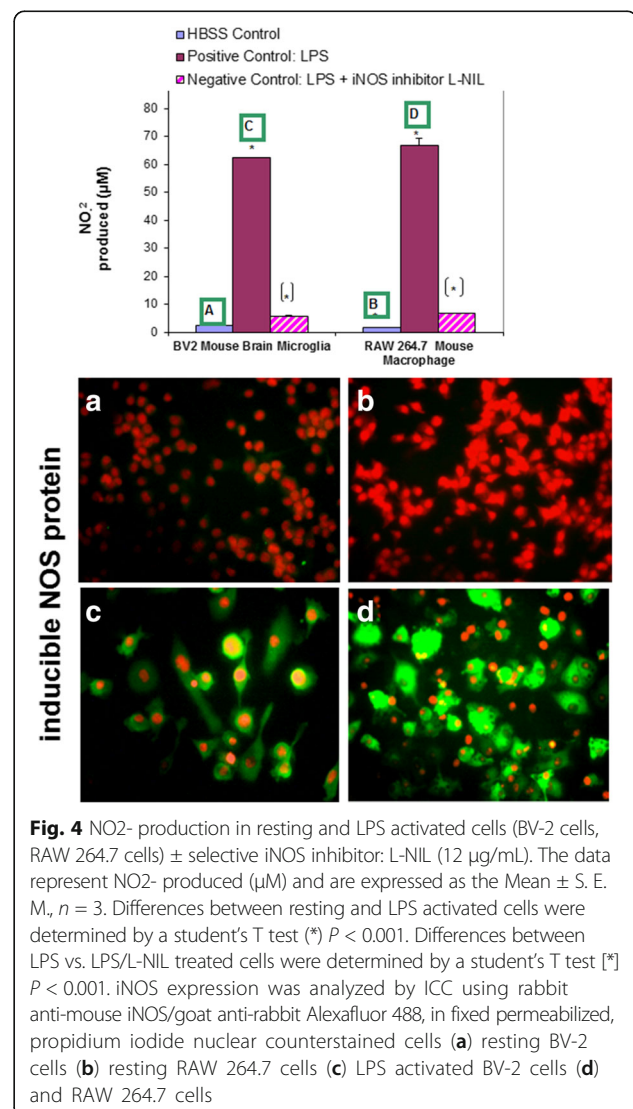 HBSS Control
Positive Control: LPS
Negative Control: LPS + iNOS inhibitor L-NIL
NO.²
produced (µM)
80
70
60
50
40
30
20
10
0
A
C
*
[*]
B
*
D
*
[*]
BV2 Mouse Brain Microglia
RAW 264.7 Mouse
Macrophage
inducible NOS protein
a
b
c
d
Fig. 4 NO2- production in resting and LPS activated cells (BV-2 cells,
RAW 264.7 cells) ± selective iNOS inhibitor: L-NIL (12 µg/mL). The data
represent NO2- produced (µM) and are expressed as the Mean ± S. E.
M., n = 3. Differences between resting and LPS activated cells were
determined by a student's T test (*) P < 0.001. Differences between
LPS vs. LPS/L-NIL treated cells were determined by a student's T test [*]
P < 0.001. iNOS expression was analyzed by ICC using rabbit
anti-mouse iNOS/goat anti-rabbit Alexafluor 488, in fixed permeabilized,
propidium iodide nuclear counterstained cells (a) resting BV-2
cells (b) resting RAW 264.7 cells (c) LPS activated BV-2 cells (d)
and RAW 264.7 cells